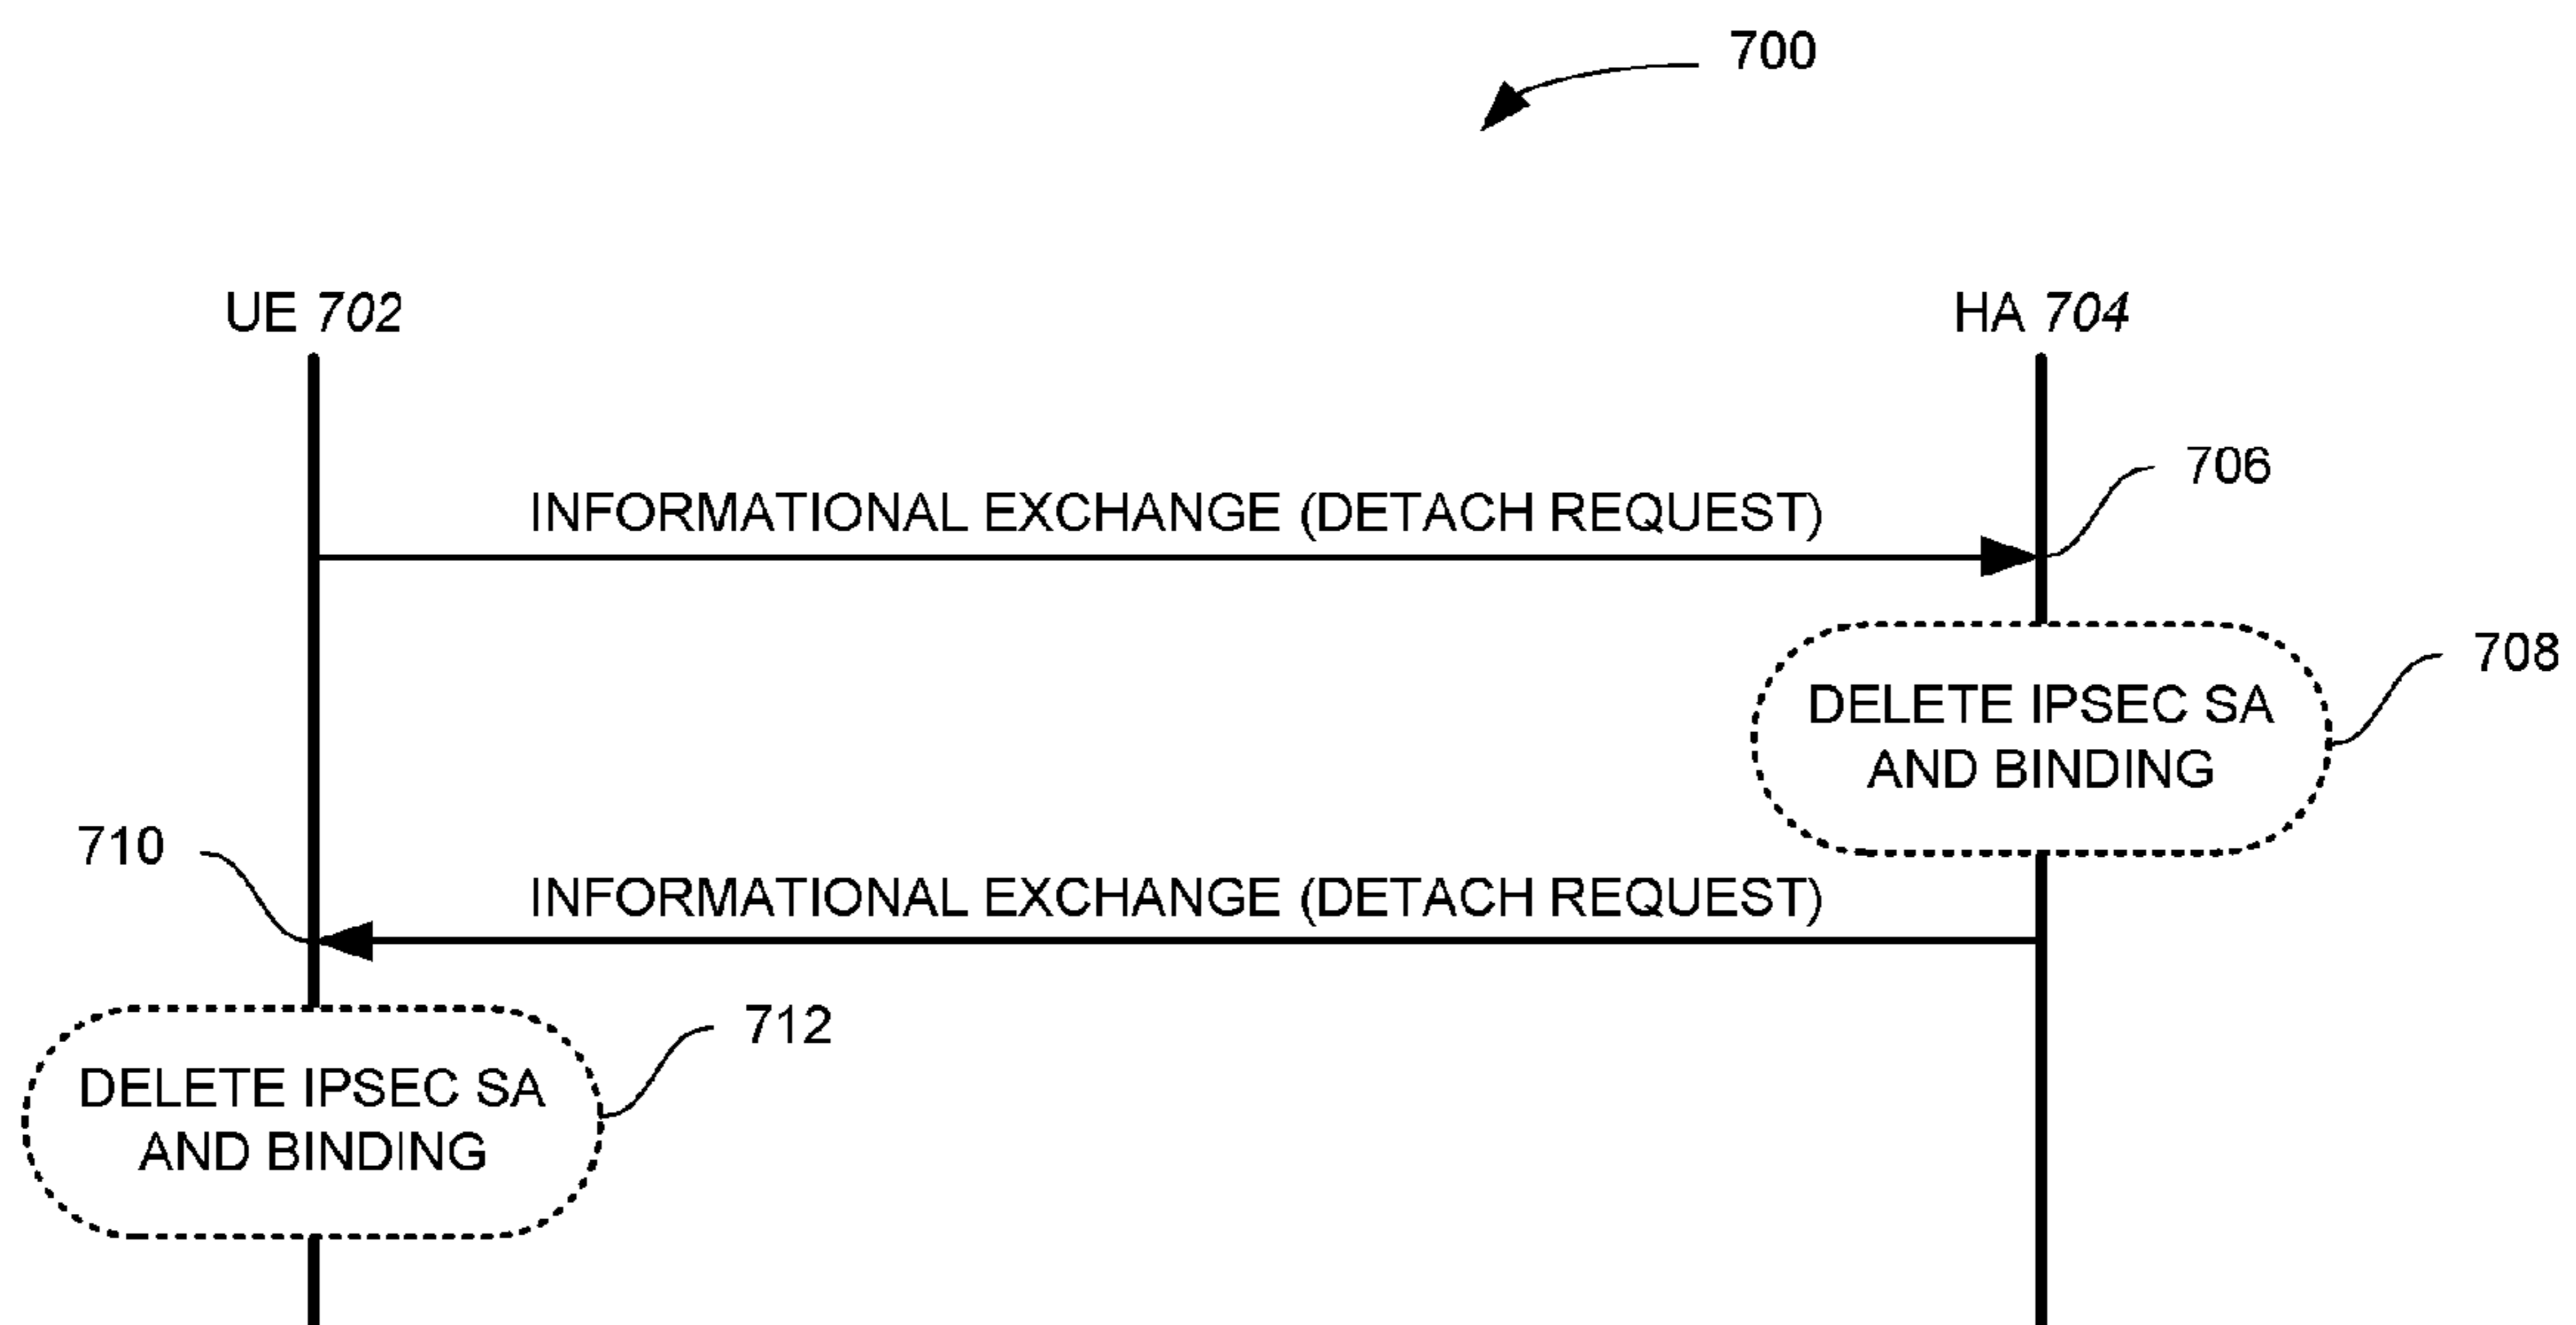 700
UE 702
HA 704
706
INFORMATIONAL EXCHANGE (DETACH REQUEST)
708
DELETE IPSEC SA
AND BINDING
710
INFORMATIONAL EXCHANGE (DETACH REQUEST)
712
DELETE IPSEC SA
AND BINDING